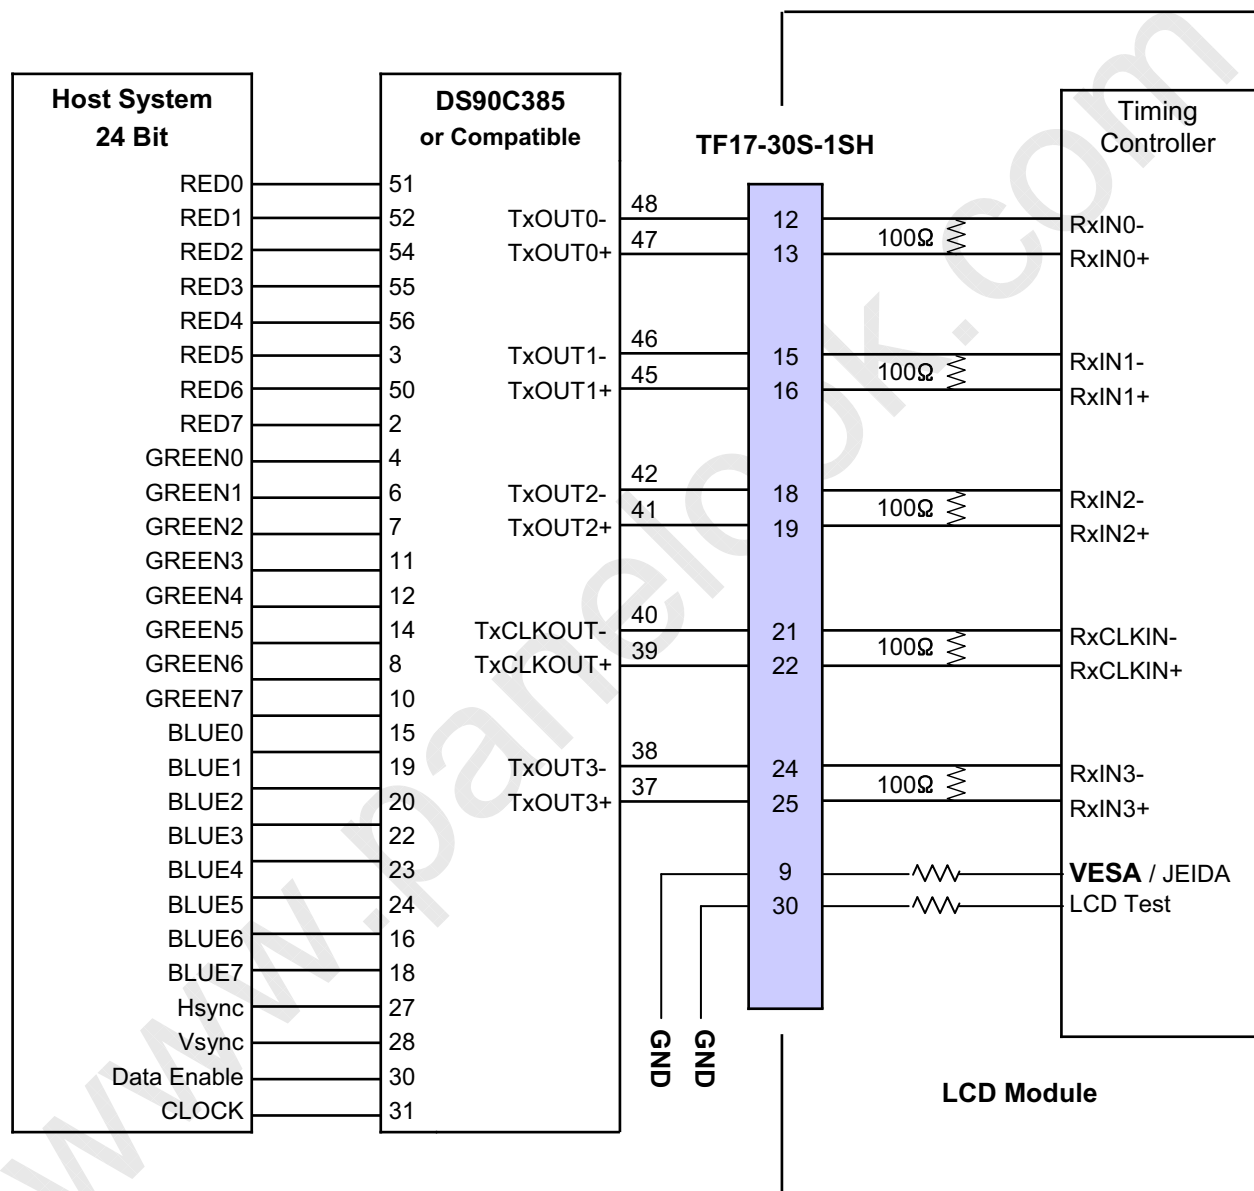 Host System
24 Bit
RED0
RED1
RED2
RED3
RED4
RED5
RED6
RED7
GREEN0
GREEN1
GREEN2
GREEN3
GREEN4
GREEN5
GREEN6
GREEN7
BLUE0
BLUE1
BLUE2
BLUE3
BLUE4
BLUE5
BLUE6
BLUE7
Hsync
Vsync
Data Enable
CLOCK
DS90C385
or Compatible
51
52
54
55
56
3
50
2
4
6
7
11
12
14
8
10
15
19
20
22
23
24
16
18
27
28
30
31
TxOUT0-
TxOUT0+
TxOUT1-
TxOUT1+
TxOUT2-
TxOUT2+
TxCLKOUT-
TxCLKOUT+
TxOUT3-
TxOUT3+
48
47
46
45
42
41
40
39
38
37
GND
GND
TF17-30S-1SH
12
13
15
16
18
19
21
22
24
25
9
30
100Ω
100Ω
100Ω
100Ω
100Ω
Timing
Controller
RxIN0-
RxIN0+
RxIN1-
RxIN1+
RxIN2-
RxIN2+
RxCLKIN-
RxCLKIN+
RxIN3-
RxIN3+
VESA / JEIDA
LCD Test
LCD Module
www.panelook.com